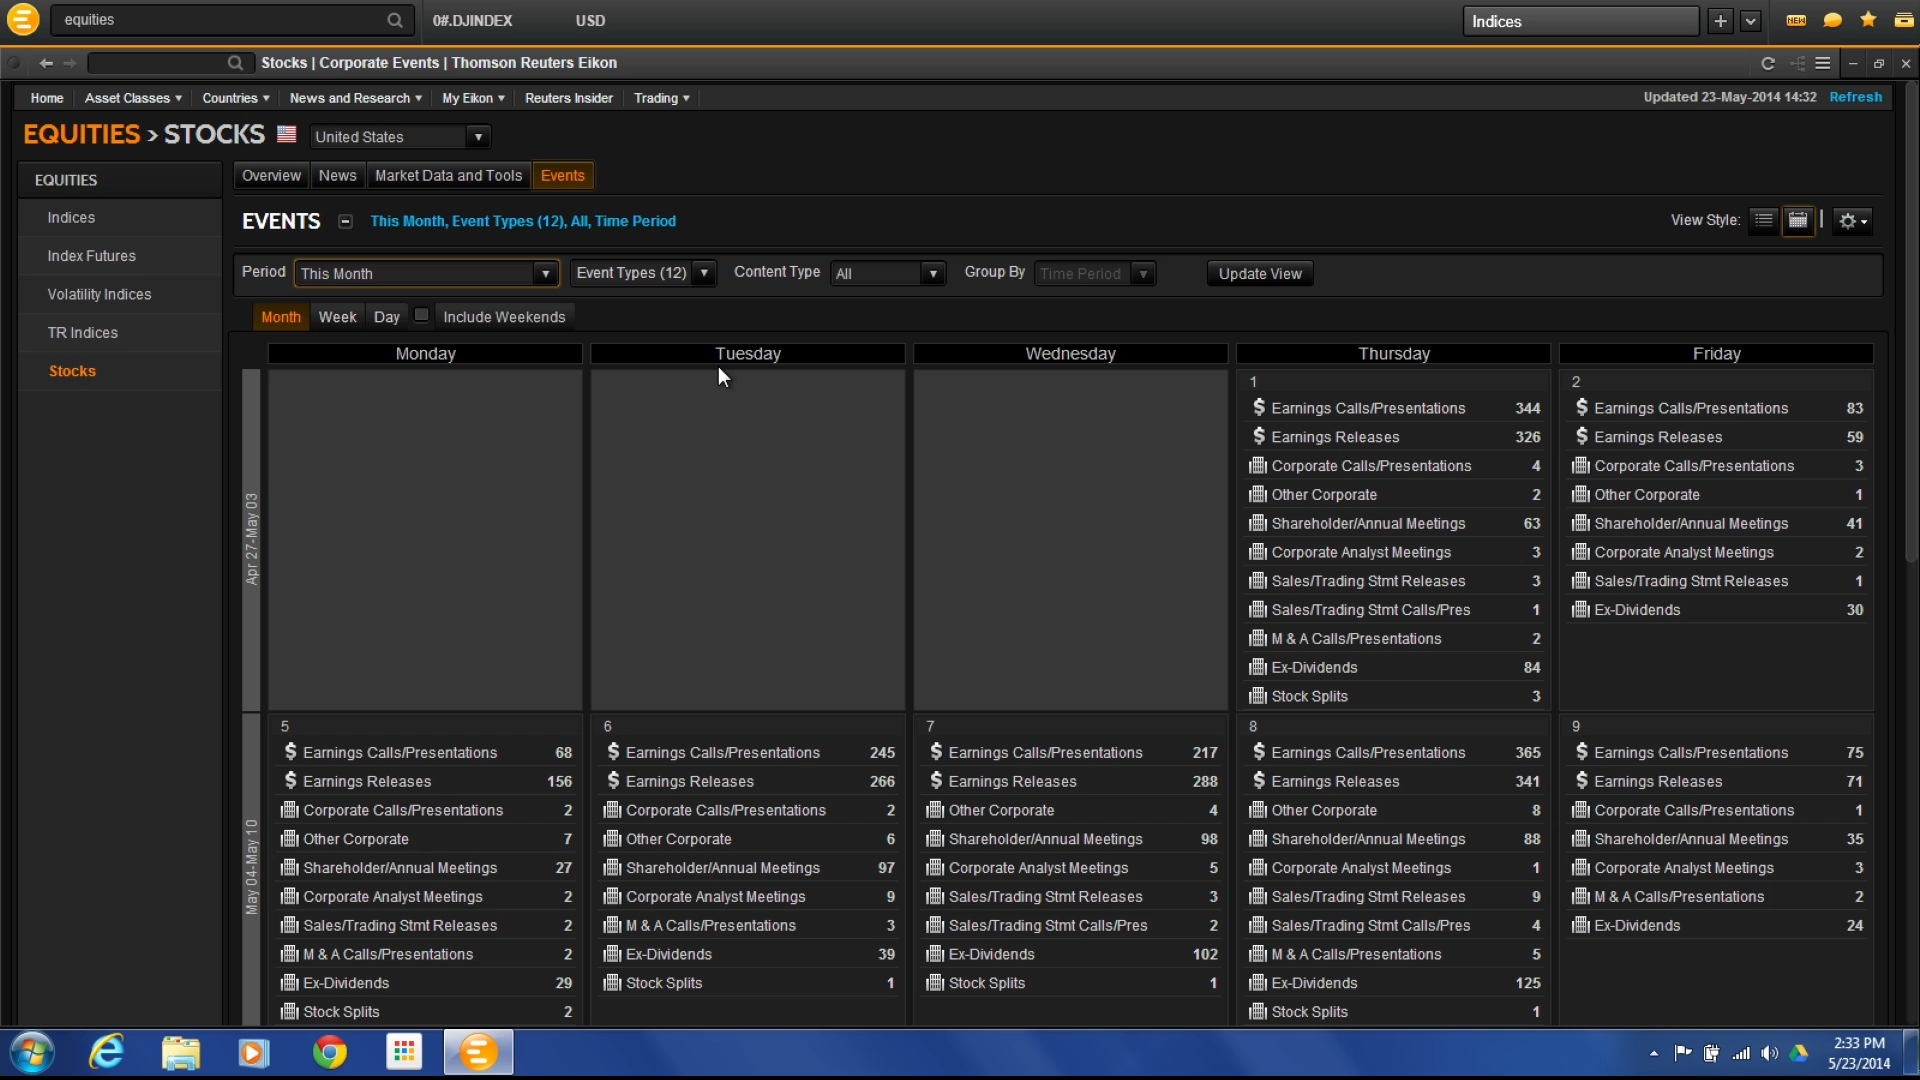 equities
0#.DJINDEX
USD
Indices
NEW
Stocks | Corporate Events | Thomson Reuters Eikon
Home Asset Classes Countries News and Research My Eikon Reuters Insider Trading
Updated 23-May-2014 14:32 Refresh
EQUITIES > STOCKS
United States
EQUITIES
Indices
Index Futures
Volatility Indices
TR Indices
Stocks
Overview News Market Data and Tools Events
EVENTS
This Month, Event Types (12), All, Time Period
View Style:
Period This Month Event Types (12) Content Type All Group By Time Period Update View
Month Week Day Include Weekends
Monday Tuesday Wednesday Thursday Friday
Apr 27-May 03
1
$ Earnings Calls/Presentations 344
$ Earnings Releases 326
Corporate Calls/Presentations 4
Other Corporate 2
Shareholder/Annual Meetings 63
Corporate Analyst Meetings 3
Sales/Trading Stmt Releases 3
Sales/Trading Stmt Calls/Pres 1
M & A Calls/Presentations 2
Ex-Dividends 84
Stock Splits 3
2
$ Earnings Calls/Presentations 83
$ Earnings Releases 59
Corporate Calls/Presentations 3
Other Corporate 1
Shareholder/Annual Meetings 41
Corporate Analyst Meetings 2
Sales/Trading Stmt Releases 1
Ex-Dividends 30
May 04-May 10
5
$ Earnings Calls/Presentations 68
$ Earnings Releases 156
Corporate Calls/Presentations 2
Other Corporate 7
Shareholder/Annual Meetings 27
Corporate Analyst Meetings 2
Sales/Trading Stmt Releases 2
M & A Calls/Presentations 2
Ex-Dividends 29
Stock Splits 2
6
$ Earnings Calls/Presentations 245
$ Earnings Releases 266
Corporate Calls/Presentations 2
Other Corporate 6
Shareholder/Annual Meetings 97
Corporate Analyst Meetings 9
M & A Calls/Presentations 3
Ex-Dividends 39
Stock Splits 1
7
$ Earnings Calls/Presentations 217
$ Earnings Releases 288
Other Corporate 4
Shareholder/Annual Meetings 98
Corporate Analyst Meetings 5
Sales/Trading Stmt Releases 3
Sales/Trading Stmt Calls/Pres 2
Ex-Dividends 102
Stock Splits 1
8
$ Earnings Calls/Presentations 365
$ Earnings Releases 341
Other Corporate 8
Shareholder/Annual Meetings 88
Corporate Analyst Meetings 1
Sales/Trading Stmt Releases 9
Sales/Trading Stmt Calls/Pres 4
M & A Calls/Presentations 5
Ex-Dividends 125
Stock Splits 1
9
$ Earnings Calls/Presentations 75
$ Earnings Releases 71
Corporate Calls/Presentations 1
Shareholder/Annual Meetings 35
Corporate Analyst Meetings 3
M & A Calls/Presentations 2
Ex-Dividends 24
2:33 PM
5/23/2014